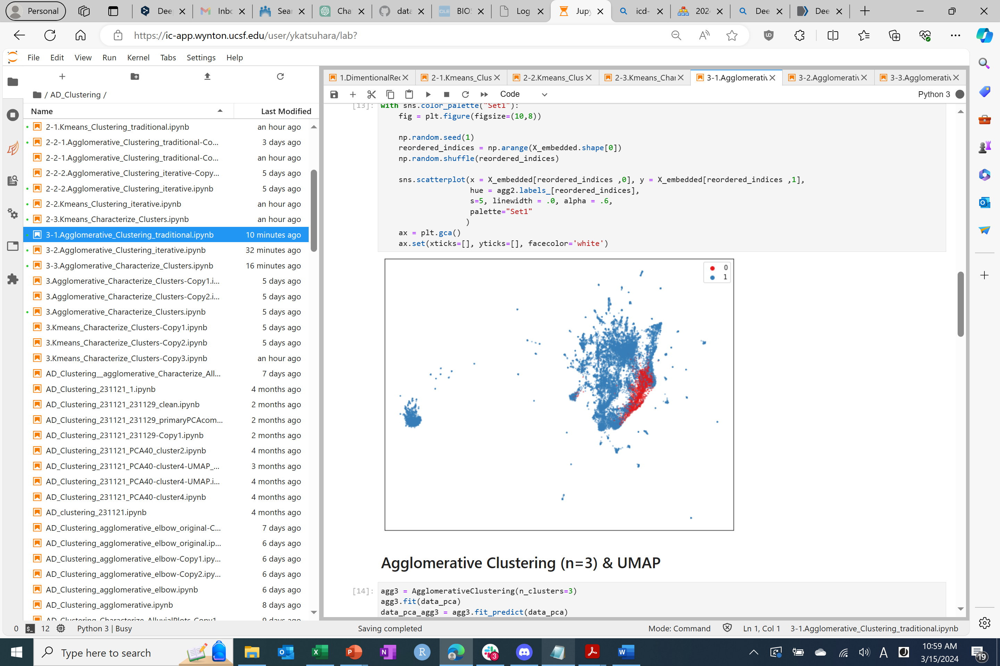 Personal
Dee
Inbo
Sear
Cha
data
CLE
BIO
Log
Jupy
icd-
202
Dee
Dee
https://ic-app.wynton.ucsf.edu/user/ykatsuhara/lab?
File Edit View Run Kernel Tabs Settings Help
/ AD_Clustering /
Name Last Modified
2-1.Kmeans_Clustering_traditional.ipynb an hour ago
2-2-1.Agglomerative_Clustering_traditional-Co... 3 days ago
2-2-1.Agglomerative_Clustering_traditional-Co... an hour ago
2-2-2.Agglomerative_Clustering_iterative-Copy... 5 days ago
2-2-2.Agglomerative_Clustering_iterative.ipynb 5 days ago
2-2.Kmeans_Clustering_iterative.ipynb an hour ago
2-3.Kmeans_Characterize_Clusters.ipynb an hour ago
3-1.Agglomerative_Clustering_traditional.ipynb 10 minutes ago
3-2.Agglomerative_Clustering_iterative.ipynb 32 minutes ago
3-3.Agglomerative_Characterize_Clusters.ipynb 16 minutes ago
3.Agglomerative_Characterize_Clusters-Copy1.i... 5 days ago
3.Agglomerative_Characterize_Clusters-Copy2.i... 5 days ago
3.Agglomerative_Characterize_Clusters.ipynb 5 days ago
3.Kmeans_Characterize_Clusters-Copy1.ipynb 5 days ago
3.Kmeans_Characterize_Clusters-Copy2.ipynb 5 days ago
3.Kmeans_Characterize_Clusters-Copy3.ipynb an hour ago
AD_Clustering__agglomerative_Characterize_All... 7 days ago
AD_Clustering_231121_1.ipynb 4 months ago
AD_Clustering_231121_231129_clean.ipynb 2 months ago
AD_Clustering_231121_231129_primaryPCAcom... 2 months ago
AD_Clustering_231121_231129-Copy1.ipynb 2 months ago
AD_Clustering_231121_PCA40_cluster2.ipynb 4 months ago
AD_Clustering_231121_PCA40-cluster4-UMAP_... 3 months ago
AD_Clustering_231121_PCA40-cluster4-UMAP.i... 4 months ago
AD_Clustering_231121_PCA40-cluster4.ipynb 4 months ago
AD_clustering_231121.ipynb 4 months ago
AD_Clustering_agglomerative_elbow_original-C... 7 days ago
AD_Clustering_agglomerative_elbow_original.ip... 6 days ago
AD_Clustering_agglomerative_elbow-Copy1.ipy... 6 days ago
AD_Clustering_agglomerative_elbow-Copy2.ipy... 6 days ago
AD_Clustering_agglomerative_elbow.ipynb 6 days ago
AD_Clustering_agglomerative.ipynb 8 days ago
AD_Clustering_Characterize_AlluvialPlots-Copy1 9 days ago
1.DimentionalRec
2-1.Kmeans_Clus
2-2.Kmeans_Clus
2-3.Kmeans_Char
3-1.Agglomerativ
3-2.Agglomerativ
3-3.Agglomerativ
Code
Python 3
[13]: with sns.color_palette("Set1"):
fig = plt.figure(figsize=(10,8))
np.random.seed(1)
reordered_indices = np.arange(X_embedded.shape[0])
np.random.shuffle(reordered_indices)
sns.scatterplot(x = X_embedded[reordered_indices ,0], y = X_embedded[reordered_indices ,1],
hue = agg2.labels_[reordered_indices],
s=5, linewidth = .0, alpha = .6,
palette="Set1"
)
ax = plt.gca()
ax.set(xticks=[], yticks=[], facecolor='white')
0
1
Agglomerative Clustering (n=3) & UMAP
[14]: agg3 = AgglomerativeClustering(n_clusters=3)
agg3.fit(data_pca)
data_pca_agg3 = agg3.fit_predict(data_pca)
0 $_ 12 Python 3 | Busy Saving completed Mode: Command Ln 1, Col 1 3-1.Agglomerative_Clustering_traditional.ipynb
Type here to search
3
A
10:59 AM
3/15/2024
19